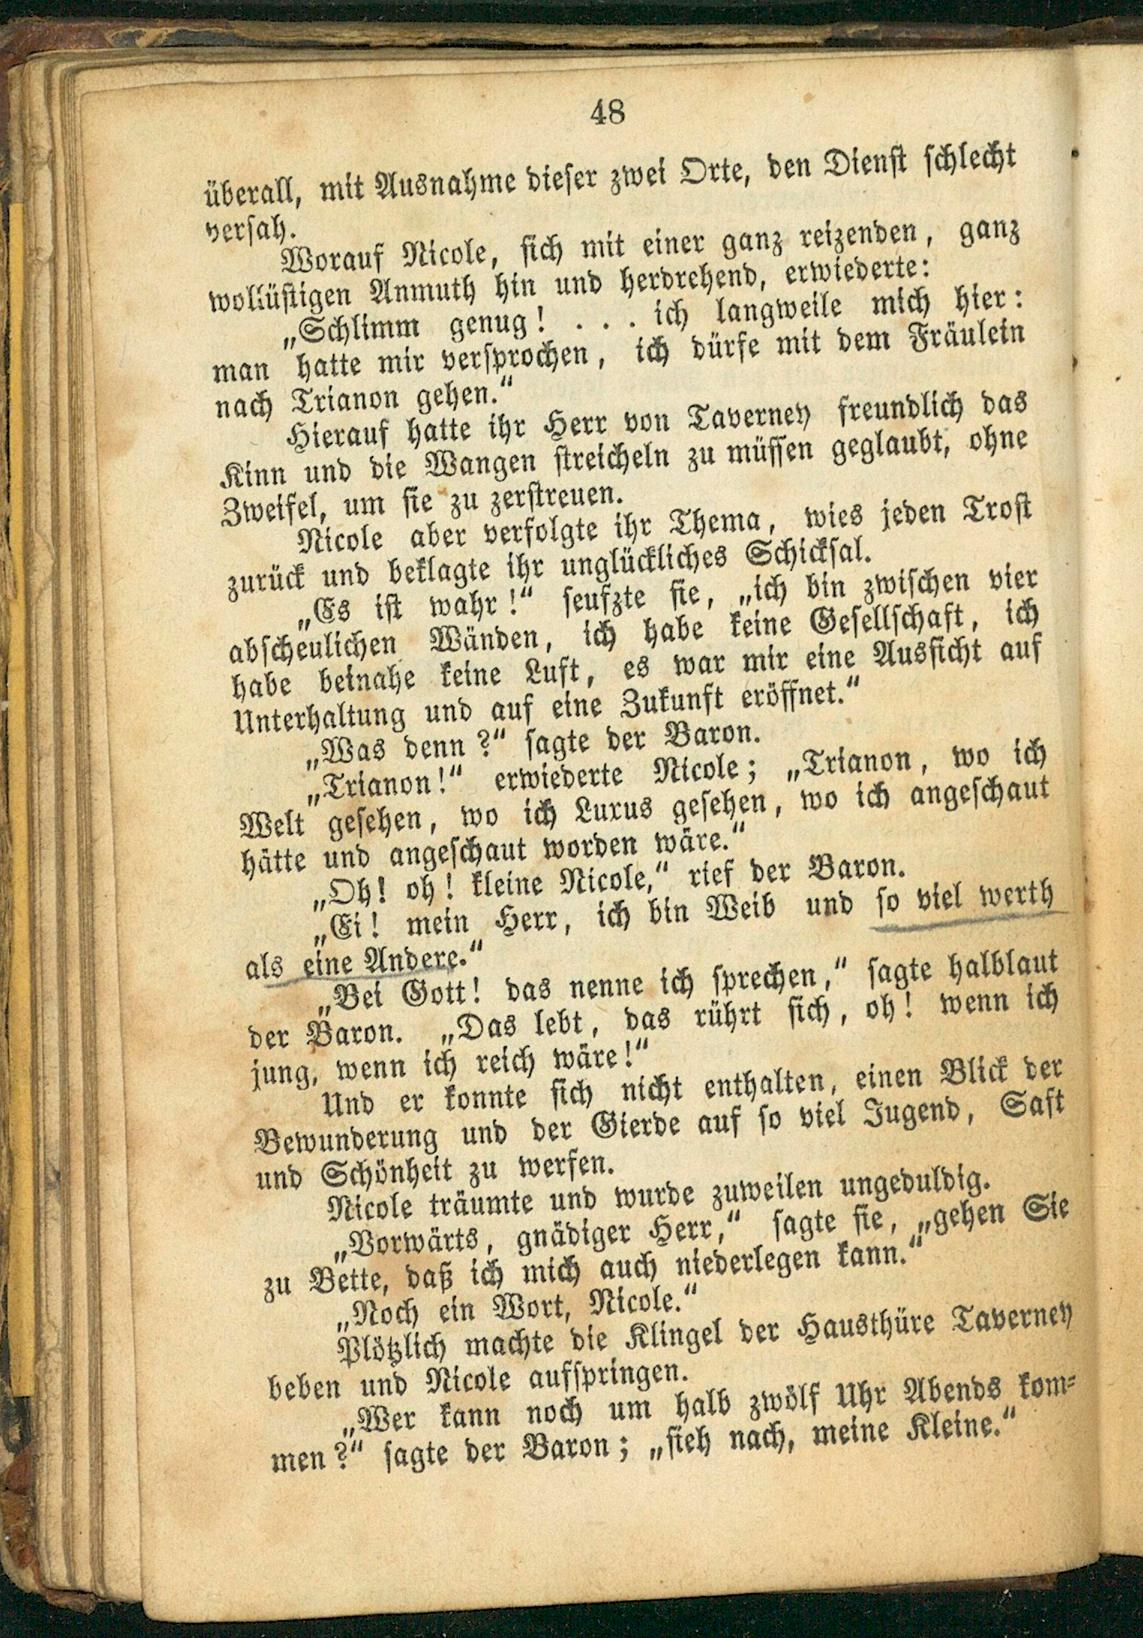 48
überall, mit Ausnahme dieser zwei Orte, den Dienst schlecht
versah.
Worauf Nicole, sich mit einer ganz reizenden, ganz
wollüstigen Anmuth hin und herdrehend, erwiederte:
„Schlimm genug! . . . ich langweile mich hier:
man hatte mir versprochen, ich dürfe mit dem Fräulein
nach Trianon gehen.“
Hierauf hatte ihr Herr von Taverney freundlich das
Kinn und die Wangen streicheln zu müssen geglaubt, ohne
Zweifel, um sie zu zerstreuen.
Nicole aber verfolgte ihr Thema, wies jeden Trost
zurück und beklagte ihr unglückliches Schicksal.
„Es ist wahr!“ seufzte sie, „ich bin zwischen vier
abscheulichen Wänden, ich habe keine Gesellschaft, ich
habe beinahe keine Luft, es war mir eine Aussicht auf
Unterhaltung und auf eine Zukunft eröffnet.“
„Was denn?“ sagte der Baron.
„Trianon!“ erwiederte Nicole; „Trianon, wo ich
Welt gesehen, wo ich Luxus gesehen, wo ich angeschaut
hätte und angeschaut worden wäre.“
„Oh! oh! kleine Nicole,“ rief der Baron.
„Ei! mein Herr, ich bin Weib und so viel werth
als eine Andere.“
„Bei Gott! das nenne ich sprechen,“ sagte halblaut
der Baron. „Das lebt, das rührt sich, oh! wenn ich
jung, wenn ich reich wäre!“
Und er konnte sich nicht enthalten, einen Blick der
Bewunderung und der Gierde auf so viel Jugend, Saft
und Schönheit zu werfen.
Nicole träumte und wurde zuweilen ungeduldig.
„Vorwärts, gnädiger Herr,“ sagte sie, „gehen Sie
zu Bette, daß ich mich auch niederlegen kann.“
„Noch ein Wort, Nicole.“
Plötzlich machte die Klingel der Hausthüre Taverney
beben und Nicole aufspringen.
„Wer kann noch um halb zwölf Uhr Abends kom-
men?“ sagte der Baron; „sieh nach, meine Kleine.“